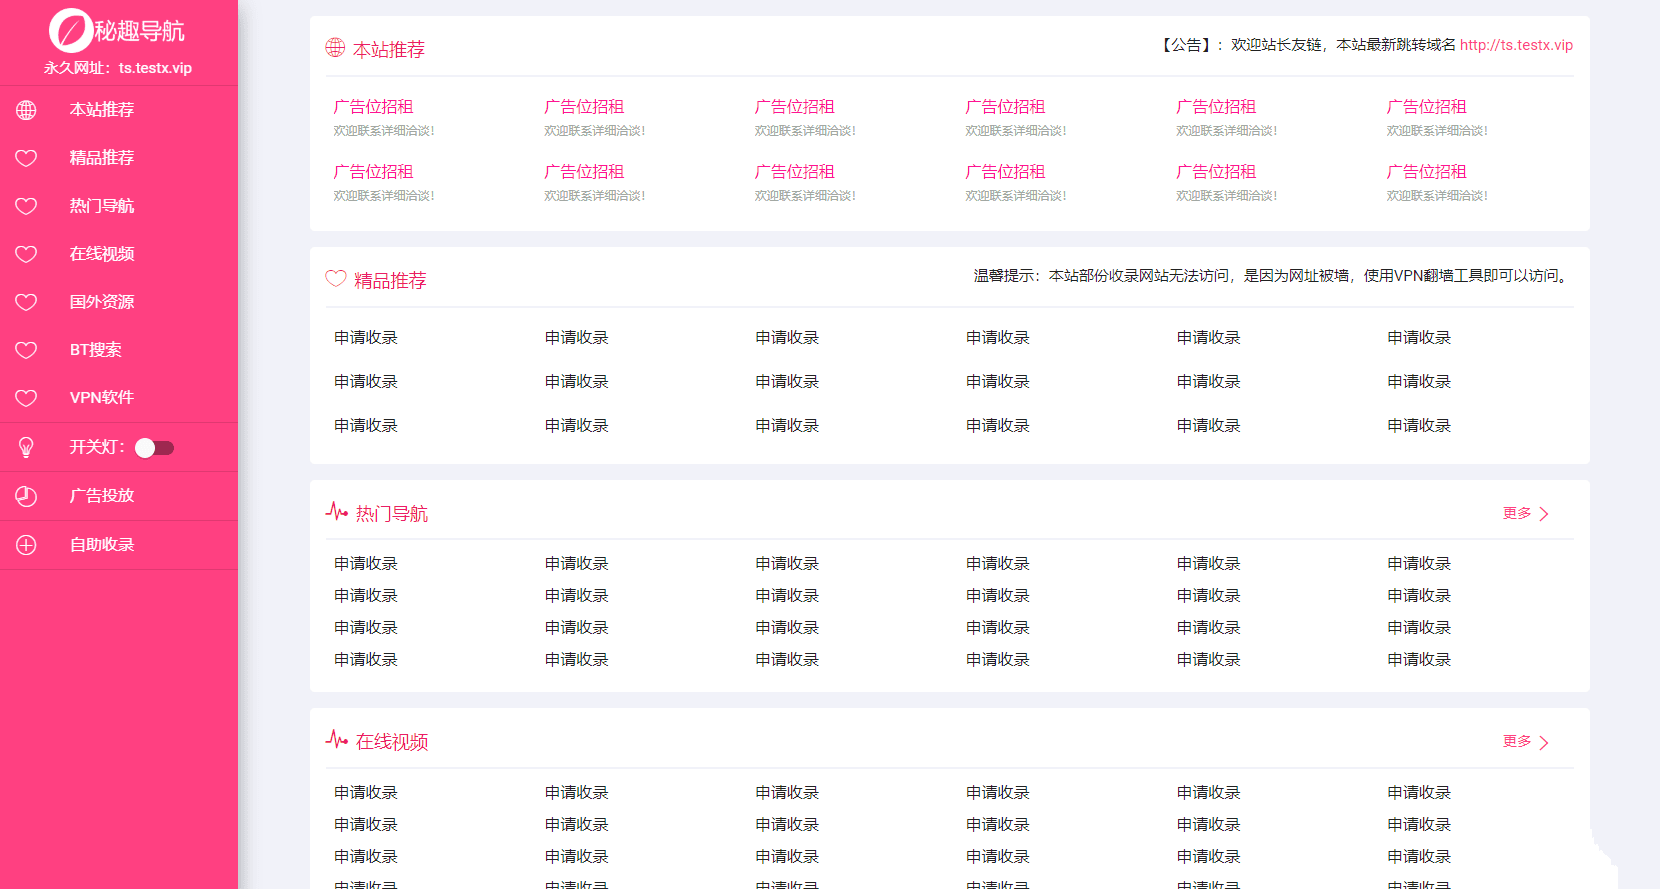 秘趣导航
永久网址：ts.testx.vip
本站推荐
精品推荐
热门导航
在线视频
国外资源
BT搜索
VPN软件
开关灯：
广告投放
自助收录
本站推荐
【公告】：欢迎站长友链，本站最新跳转域名 http://ts.testx.vip
广告位招租 广告位招租 广告位招租 广告位招租 广告位招租 广告位招租
欢迎联系详细洽谈！ 欢迎联系详细洽谈！ 欢迎联系详细洽谈！ 欢迎联系详细洽谈！ 欢迎联系详细洽谈！ 欢迎联系详细洽谈！
广告位招租 广告位招租 广告位招租 广告位招租 广告位招租 广告位招租
欢迎联系详细洽谈！ 欢迎联系详细洽谈！ 欢迎联系详细洽谈！ 欢迎联系详细洽谈！ 欢迎联系详细洽谈！ 欢迎联系详细洽谈！
精品推荐
温馨提示：本站部份收录网站无法访问，是因为网址被墙，使用VPN翻墙工具即可以访问。
申请收录 申请收录 申请收录 申请收录 申请收录 申请收录
申请收录 申请收录 申请收录 申请收录 申请收录 申请收录
申请收录 申请收录 申请收录 申请收录 申请收录 申请收录
热门导航
更多
申请收录 申请收录 申请收录 申请收录 申请收录 申请收录
申请收录 申请收录 申请收录 申请收录 申请收录 申请收录
申请收录 申请收录 申请收录 申请收录 申请收录 申请收录
申请收录 申请收录 申请收录 申请收录 申请收录 申请收录
在线视频
更多
申请收录 申请收录 申请收录 申请收录 申请收录 申请收录
申请收录 申请收录 申请收录 申请收录 申请收录 申请收录
申请收录 申请收录 申请收录 申请收录 申请收录 申请收录